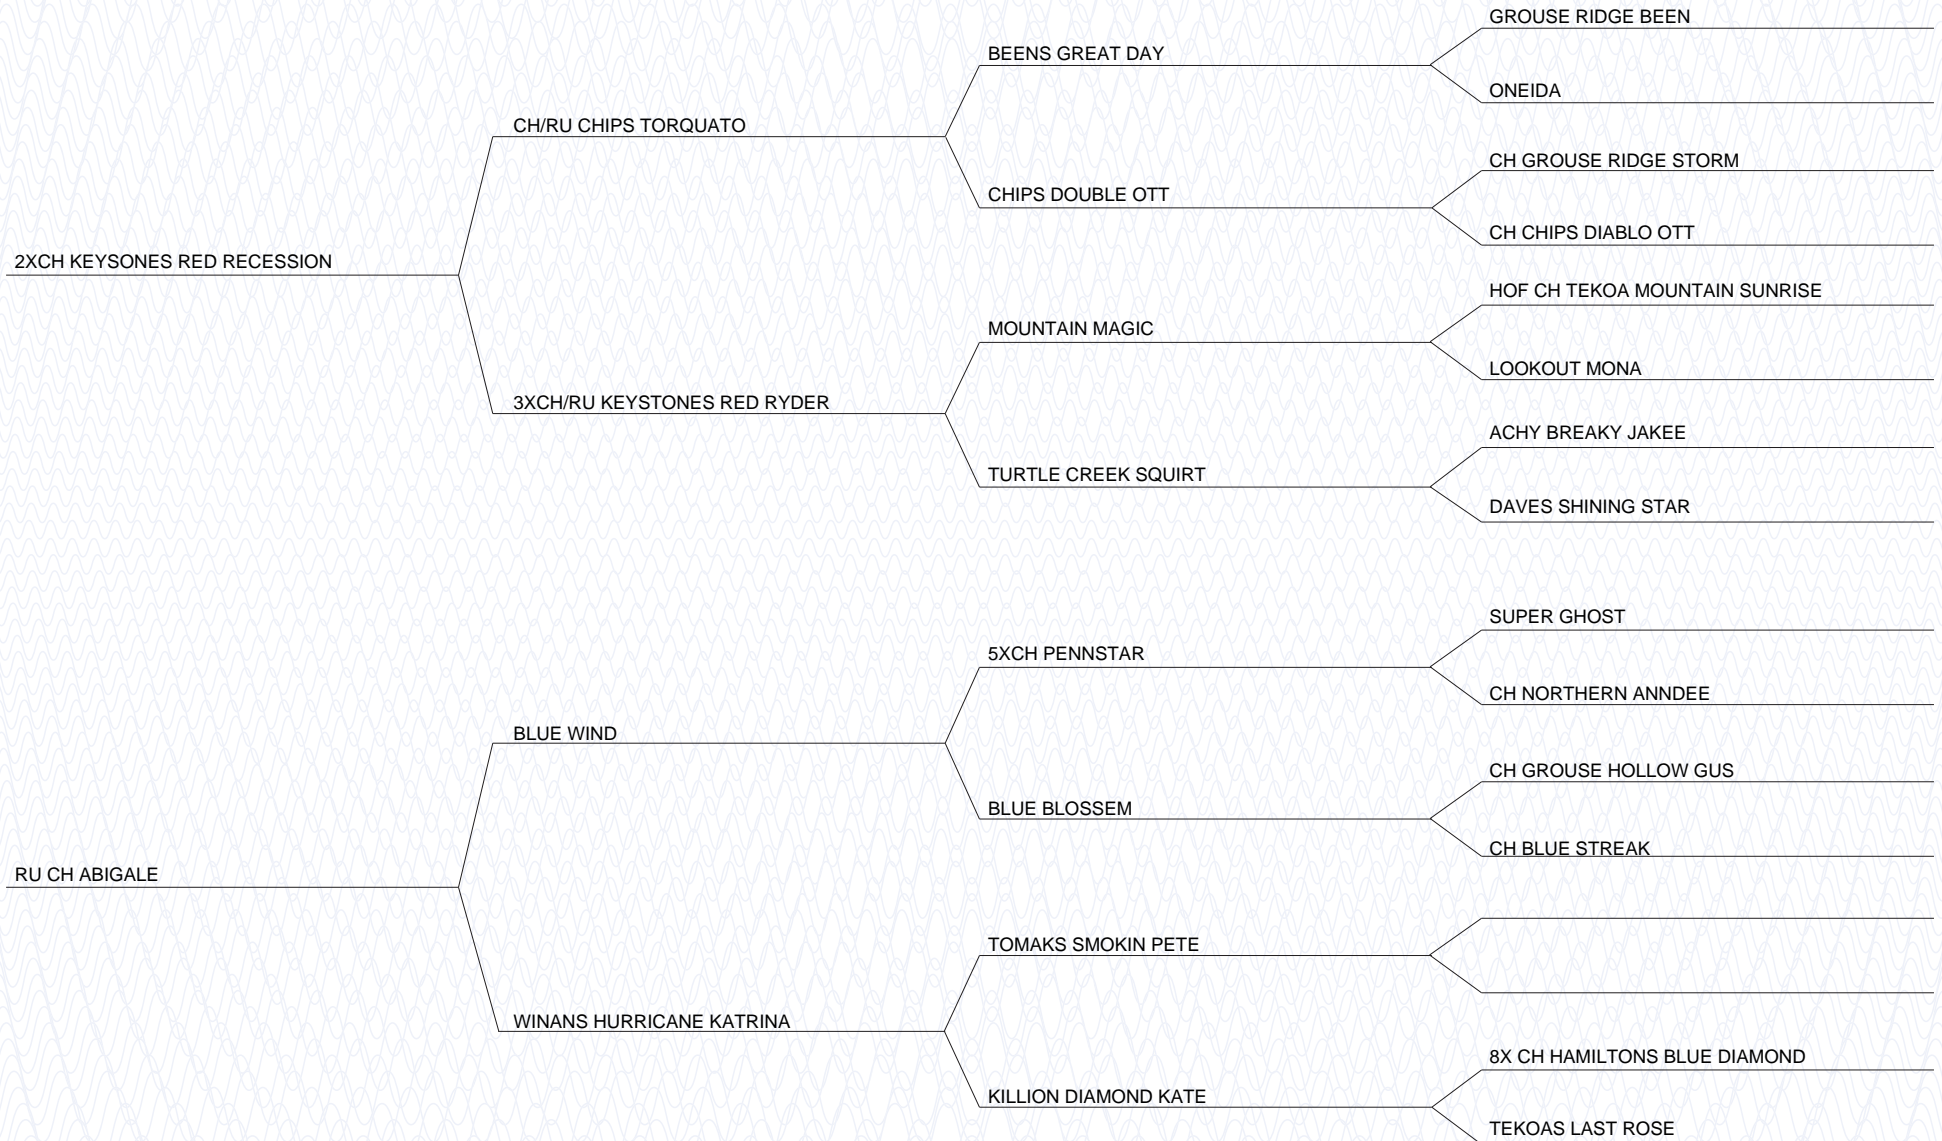 GROUSE RIDGE BEEN
BEENS GREAT DAY
ONEIDA
CH/RU CHIPS TORQUATO
CH GROUSE RIDGE STORM
CHIPS DOUBLE OTT
CH CHIPS DIABLO OTT
2XCH KEYSONES RED RECESSION
HOF CH TEKOA MOUNTAIN SUNRISE
MOUNTAIN MAGIC
LOOKOUT MONA
3XCH/RU KEYSTONES RED RYDER
ACHY BREAKY JAKEE
TURTLE CREEK SQUIRT
DAVES SHINING STAR
SUPER GHOST
5XCH PENNSTAR
CH NORTHERN ANNDEE
BLUE WIND
CH GROUSE HOLLOW GUS
BLUE BLOSSEM
CH BLUE STREAK
RU CH ABIGALE
TOMAKS SMOKIN PETE
WINANS HURRICANE KATRINA
8X CH HAMILTONS BLUE DIAMOND
KILLION DIAMOND KATE
TEKOAS LAST ROSE